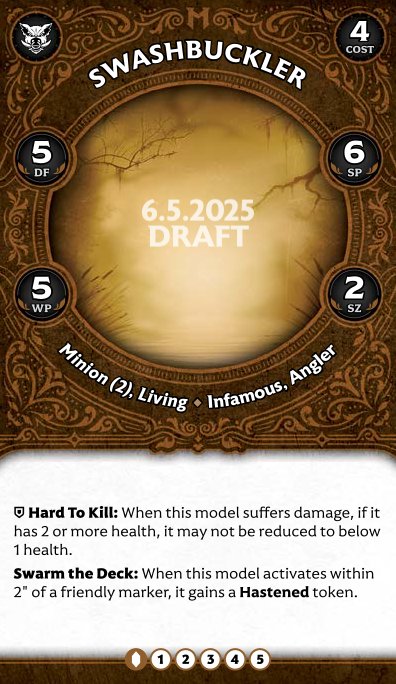 SWASHBUCKLER
4
COST
5
DF
6
SP
6.5.2025
DRAFT
5
WP
2
SZ
Minion (2), Living ⬥ Infamous, Angler
Hard To Kill: When this model suffers damage, if it
has 2 or more health, it may not be reduced to below
1 health.
Swarm the Deck: When this model activates within
2" of a friendly marker, it gains a Hastened token.
1 2 3 4 5